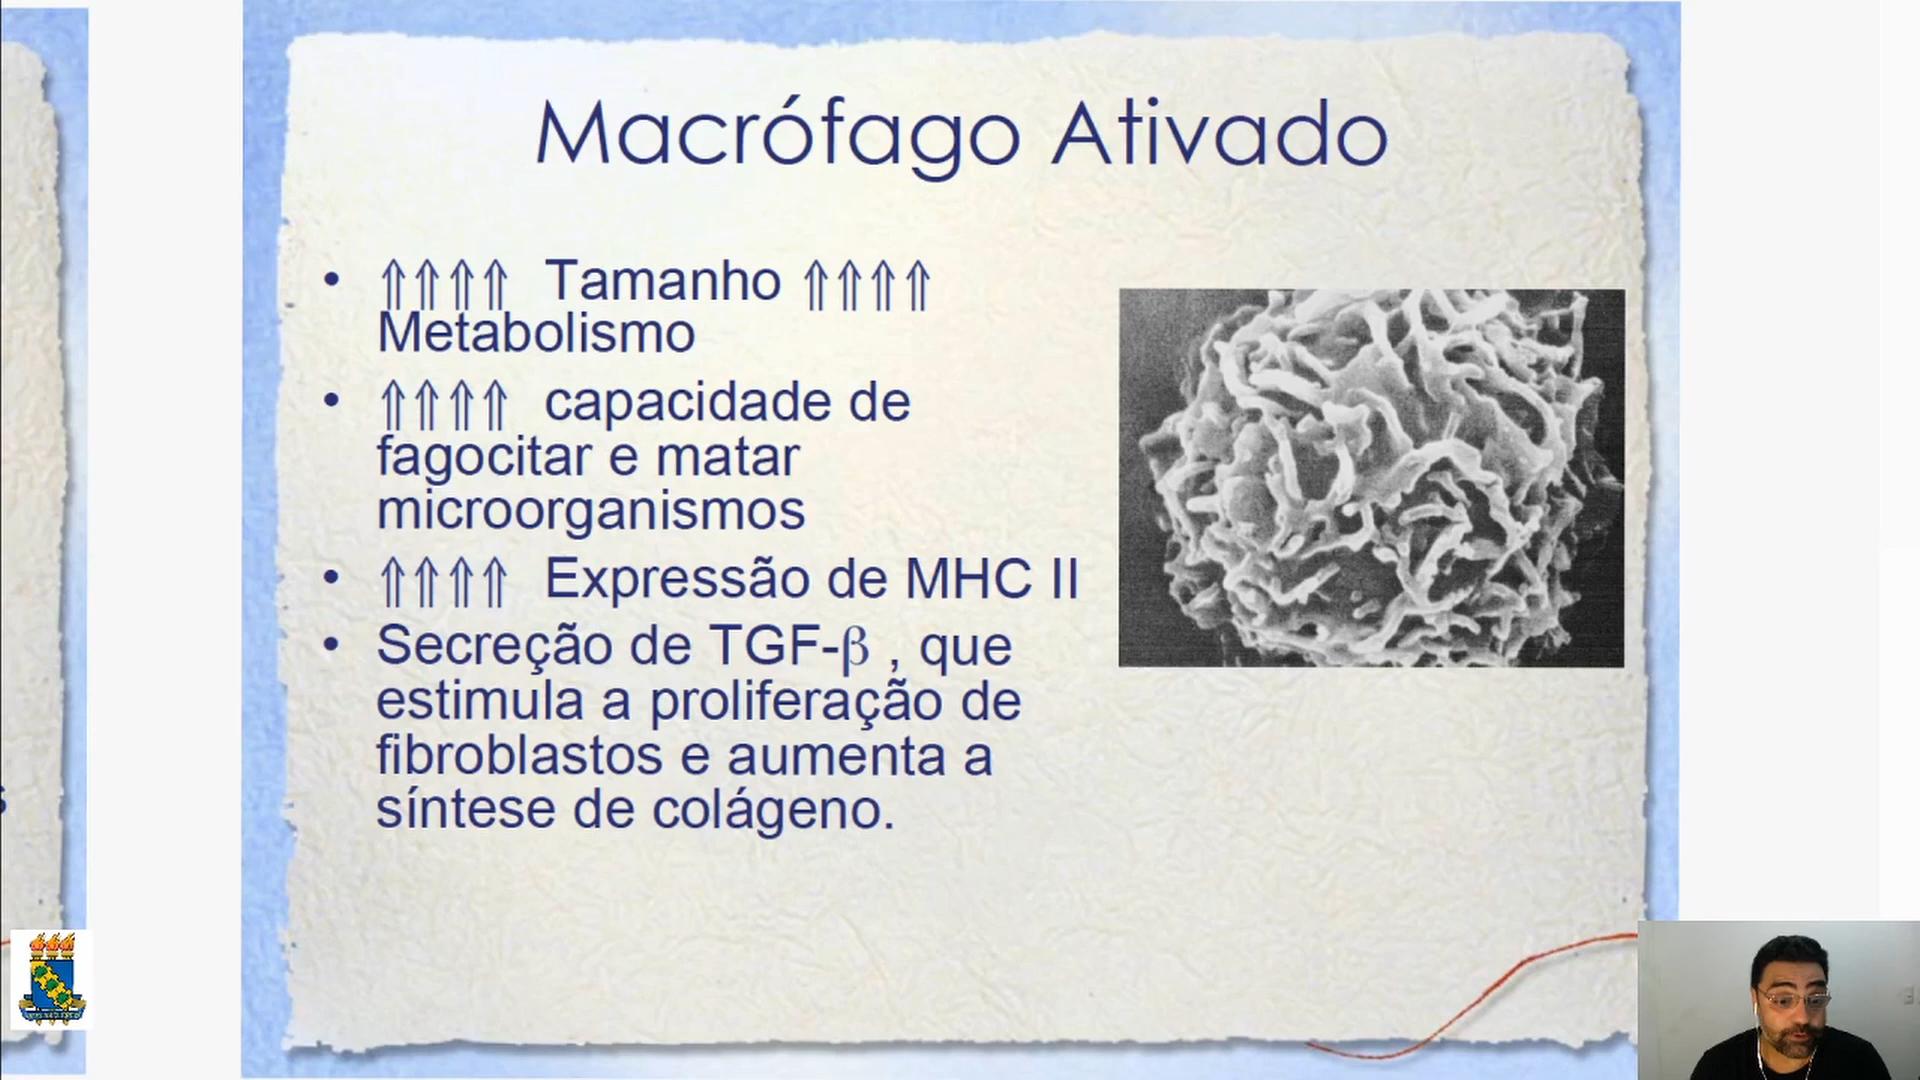 Macrófago Ativado
• ⇑⇑⇑⇑ Tamanho ⇑⇑⇑⇑
Metabolismo
• ⇑⇑⇑⇑ capacidade de
fagocitar e matar
microorganismos
• ⇑⇑⇑⇑ Expressão de MHC II
• Secreção de TGF-β , que
estimula a proliferação de
fibroblastos e aumenta a
síntese de colágeno.